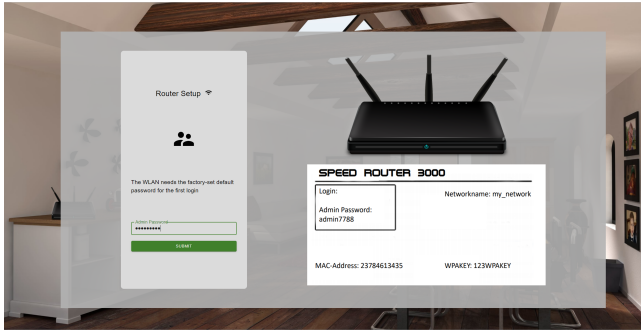 Router Setup
The WLAN needs the factory-set default
password for the first login
Admin Password
•••••••••
SUBMIT
SPEED ROUTER 3000
Login:
Networkname: my_network
Admin Password:
admin7788
MAC-Address: 23784613435
WPAKEY: 123WPAKEY